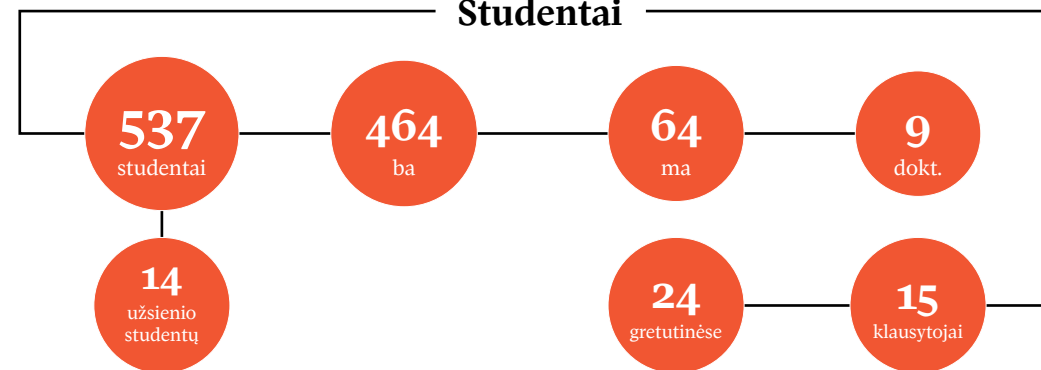 Studentai
537
studentai
464
ba
64
ma
9
dokt.
14
užsienio
studentų
24
gretutinėse
15
klausytojai